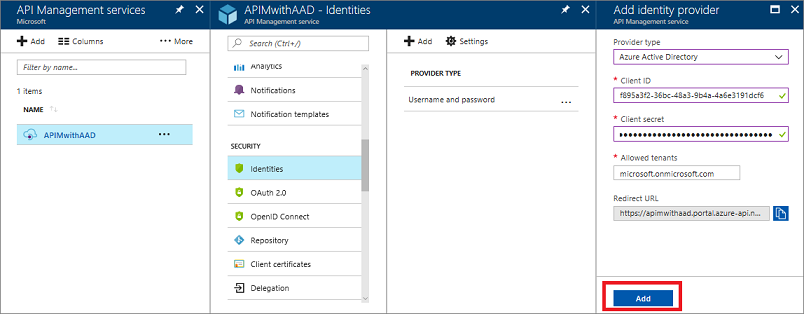 API Management services
Microsoft
Add
Columns
More
Filter by name...
1 items
NAME
APIMwithAAD
APIMwithAAD - Identities
API Management service
Search (Ctrl+/)
Analytics
Notifications
Notification templates
SECURITY
Identities
OAuth 2.0
OpenID Connect
Repository
Client certificates
Delegation
Add
Settings
PROVIDER TYPE
Username and password
...
Add identity provider
API Management service
Provider type
Azure Active Directory
* Client ID
f895a3f2-36bc-48a3-9b4a-4a6e3191dcf6
* Client secret
* Allowed tenants
microsoft.onmicrosoft.com
Redirect URL
https://apimwithaad.portal.azure-api.n...
Add